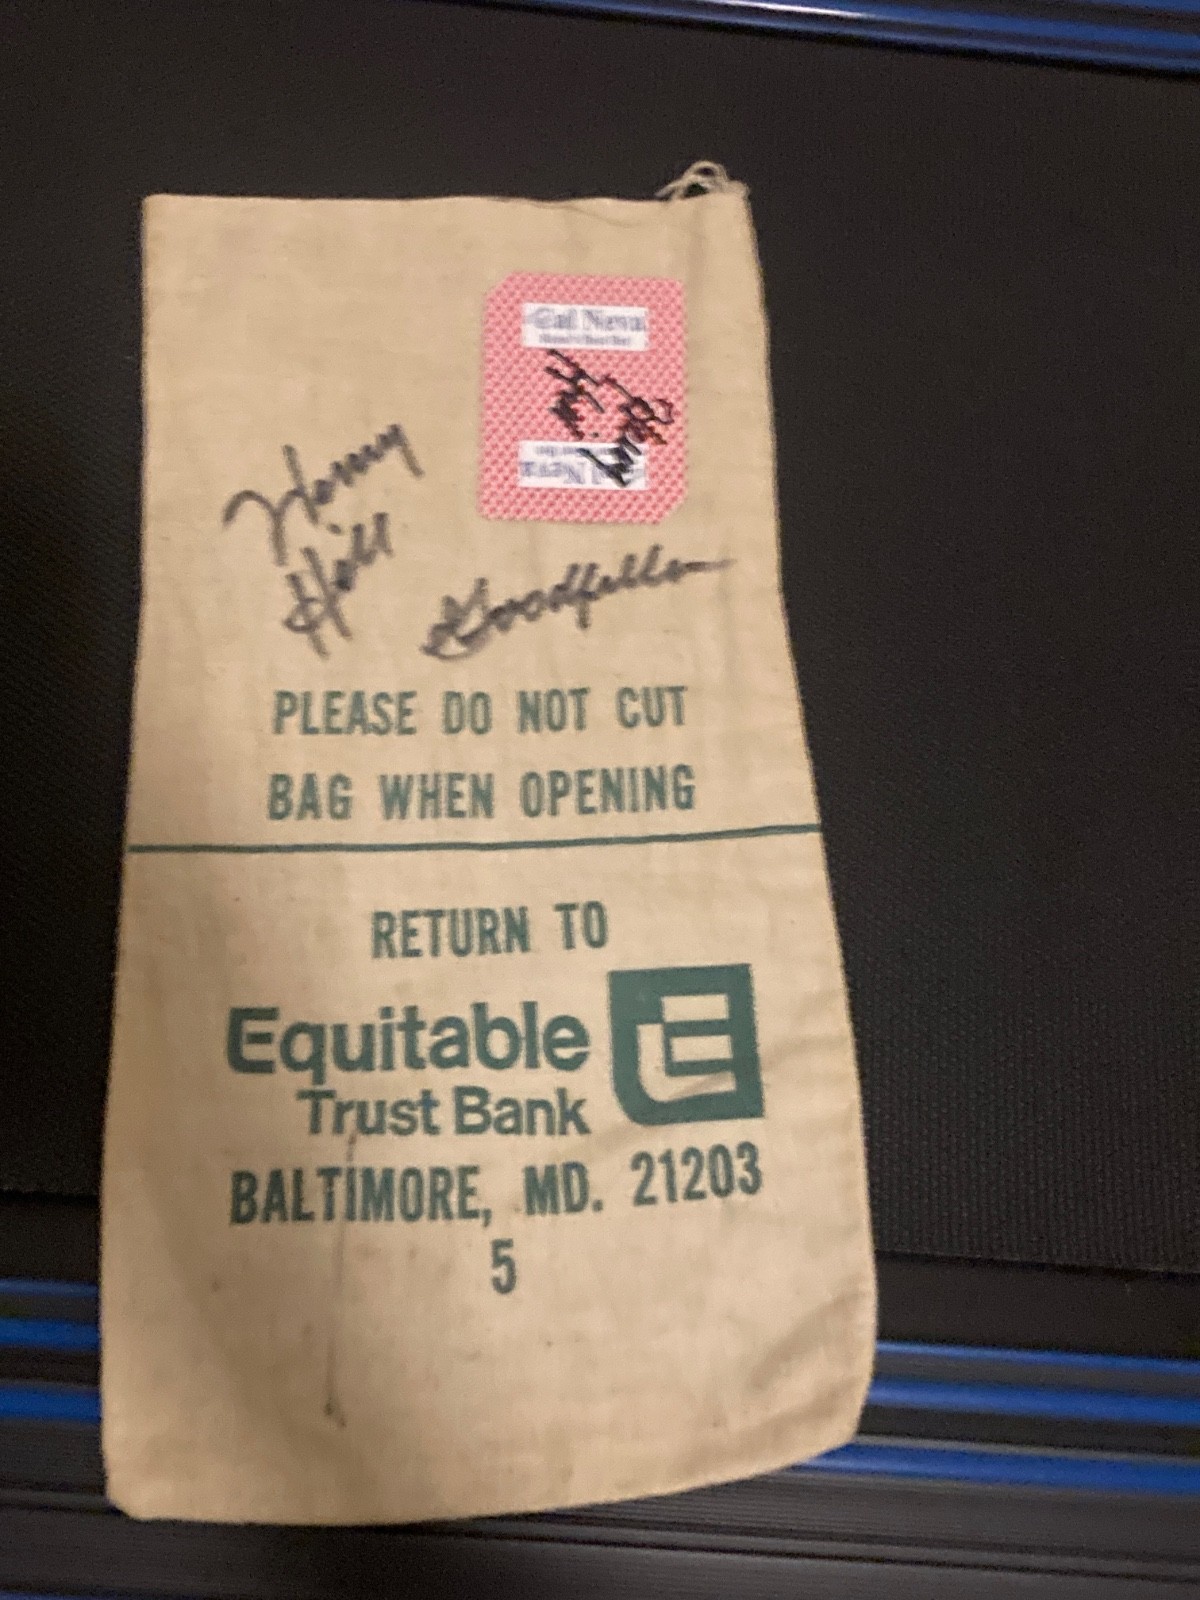 Cal Neva
Henry
Hill
Goodfella
PLEASE DO NOT CUT
BAG WHEN OPENING
RETURN TO
Equitable
Trust Bank
BALTIMORE, MD. 21203
5